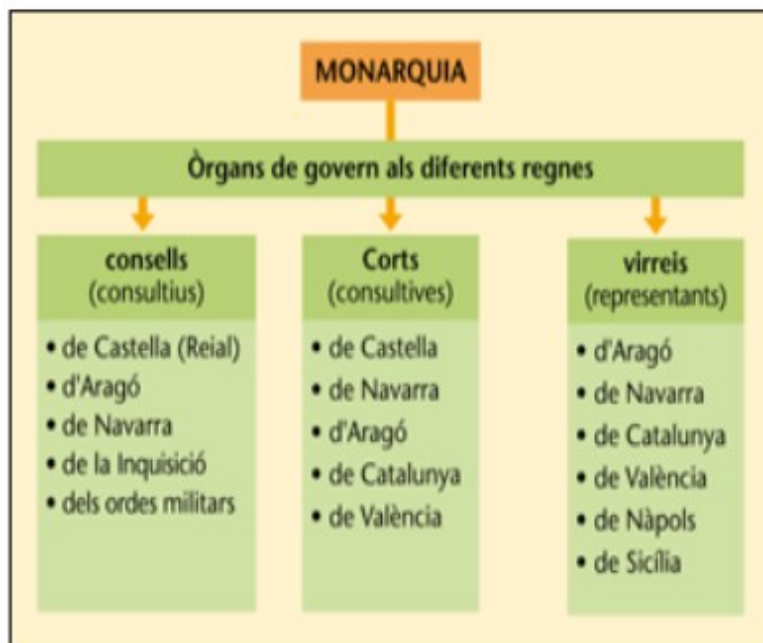 MONARQUIA
Òrgans de govern als diferents regnes
consells
(consultius)
• de Castella (Reial)
• d'Aragó
• de Navarra
• de la Inquisició
• dels ordes militars
Corts
(consultives)
• de Castella
• de Navarra
• d'Aragó
• de Catalunya
• de València
virreis
(representants)
• d'Aragó
• de Navarra
• de Catalunya
• de València
• de Nàpols
• de Sicília